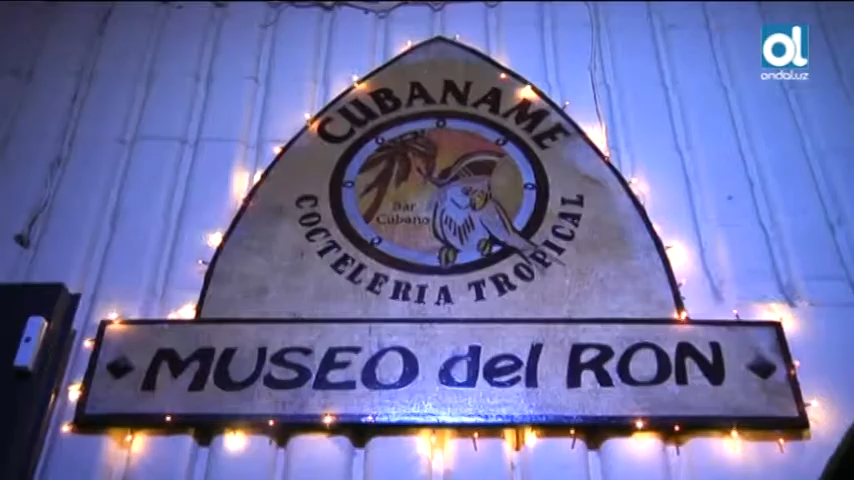 ol
andaluz
CUBANAME
Bar
Cubano
COCTELERIA TROPICAL
MUSEO del RON